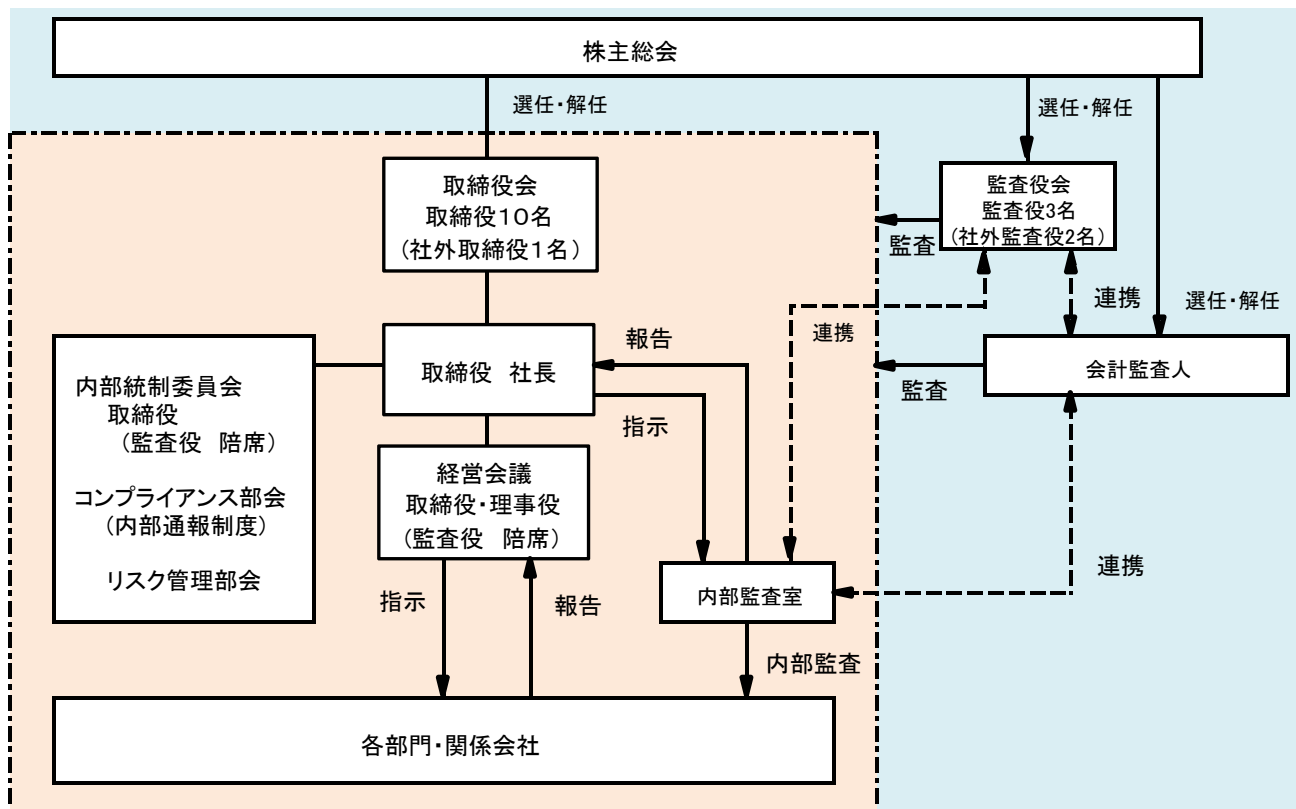 株主総会
選任・解任
選任・解任
取締役会
取締役10名
(社外取締役1名)
監査役会
監査役3名
(社外監査役2名)
監査
連携
選任・解任
連携
報告
取締役　社長
会計監査人
監査
指示
内部統制委員会
取締役
(監査役　陪席)
コンプライアンス部会
(内部通報制度)
リスク管理部会
経営会議
取締役・理事役
(監査役　陪席)
連携
内部監査室
指示
報告
内部監査
各部門・関係会社